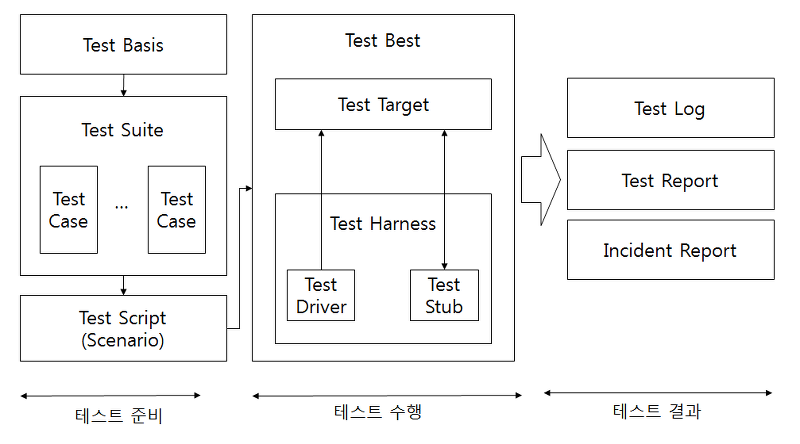 Test Basis
Test Suite
Test
Case
...
Test
Case
Test Script
(Scenario)
Test Best
Test Target
Test Harness
Test
Driver
Test
Stub
Test Log
Test Report
Incident Report
테스트 준비
테스트 수행
테스트 결과